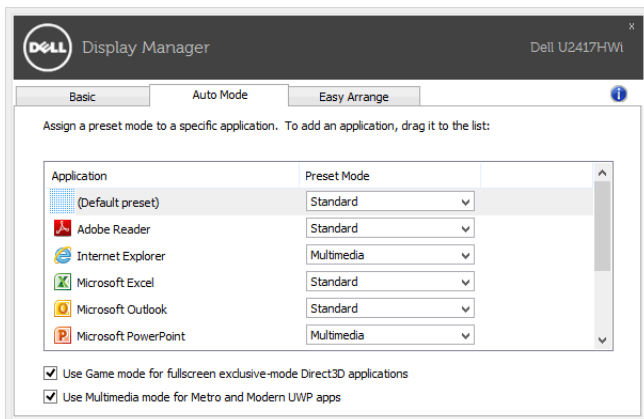 DELL Display Manager Dell U2417HWi x
Basic Auto Mode Easy Arrange i
Assign a preset mode to a specific application. To add an application, drag it to the list:
Application Preset Mode
(Default preset) Standard
Adobe Reader Standard
Internet Explorer Multimedia
Microsoft Excel Standard
Microsoft Outlook Standard
Microsoft PowerPoint Multimedia
Use Game mode for fullscreen exclusive-mode Direct3D applications
Use Multimedia mode for Metro and Modern UWP apps